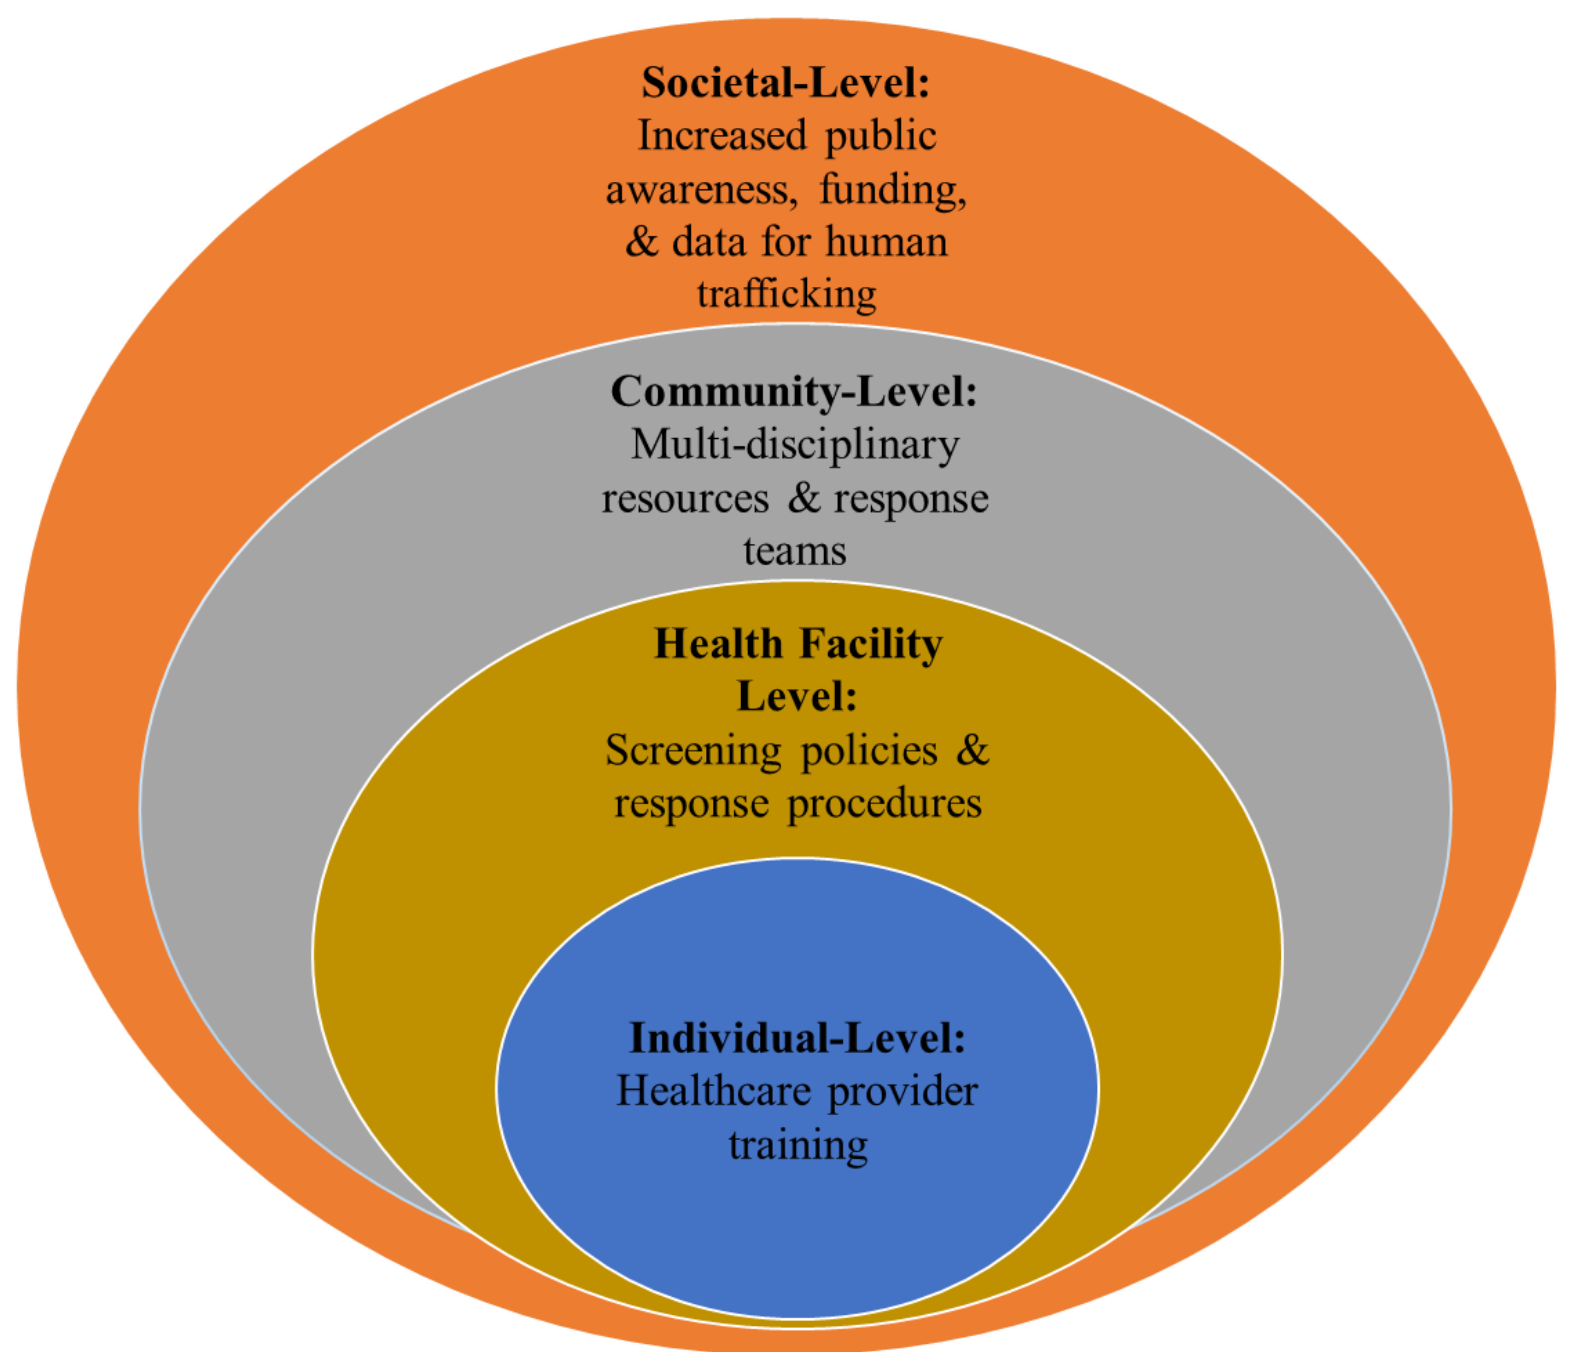 Societal-Level:
Increased public
awareness, funding,
& data for human
trafficking
Community-Level:
Multi-disciplinary
resources & response
teams
Health Facility
Level:
Screening policies &
response procedures
Individual-Level:
Healthcare provider
training